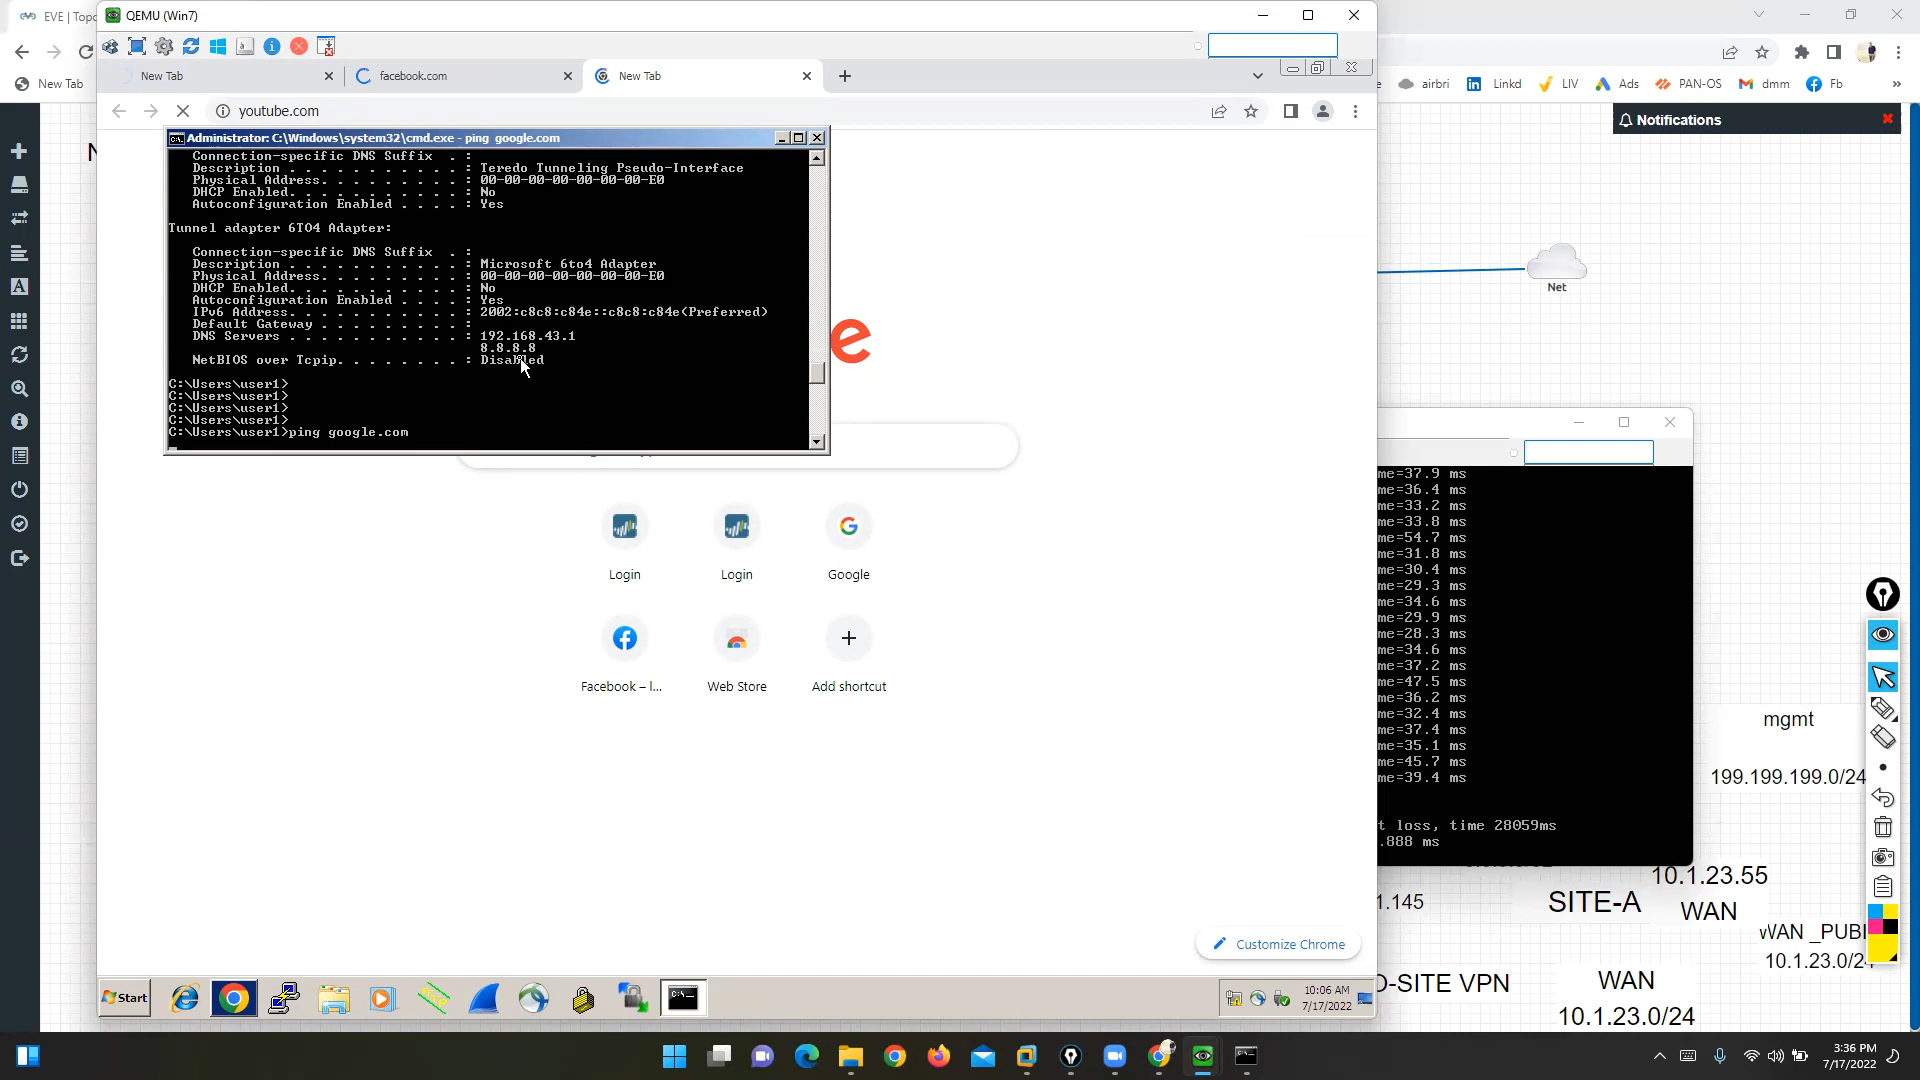 EVE | Topo
QEMU (Win7)
New Tab
facebook.com
New Tab
youtube.com
New Tab
airbri
Linkd
LIV
Ads
PAN-OS
dmm
Fb
»
Notifications
Administrator: C:\Windows\system32\cmd.exe - ping google.com
Connection-specific DNS Suffix . :
Description . . . . . . . . . . . : Teredo Tunneling Pseudo-Interface
Physical Address. . . . . . . . . : 00-00-00-00-00-00-00-E0
DHCP Enabled. . . . . . . . . . . : No
Autoconfiguration Enabled . . . . : Yes
Tunnel adapter 6TO4 Adapter:
Connection-specific DNS Suffix . :
Description . . . . . . . . . . . : Microsoft 6to4 Adapter
Physical Address. . . . . . . . . : 00-00-00-00-00-00-00-E0
DHCP Enabled. . . . . . . . . . . : No
Autoconfiguration Enabled . . . . : Yes
IPv6 Address. . . . . . . . . . . : 2002:c8c8:c84e::c8c8:c84e(Preferred)
Default Gateway . . . . . . . . . :
DNS Servers . . . . . . . . . . . : 192.168.43.1
8.8.8.8
NetBIOS over Tcpip. . . . . . . . : Disabled
C:\Users\user1>
C:\Users\user1>
C:\Users\user1>
C:\Users\user1>
C:\Users\user1>ping google.com
e
Net
Login
Login
Google
Facebook – l...
Web Store
Add shortcut
Customize Chrome
me=37.9 ms
me=36.4 ms
me=33.2 ms
me=33.8 ms
me=54.7 ms
me=31.8 ms
me=30.4 ms
me=29.3 ms
me=34.6 ms
me=29.9 ms
me=28.3 ms
me=34.6 ms
me=37.2 ms
me=47.5 ms
me=36.2 ms
me=32.4 ms
me=37.4 ms
me=35.1 ms
me=45.7 ms
me=39.4 ms
t loss, time 28059ms
.888 ms
mgmt
199.199.199.0/24
10.1.23.55
1.145
SITE-A
WAN
WAN _PUBI
10.1.23.0/24
O-SITE VPN
WAN
10.1.23.0/24
Start
10:06 AM
7/17/2022
3:36 PM
7/17/2022